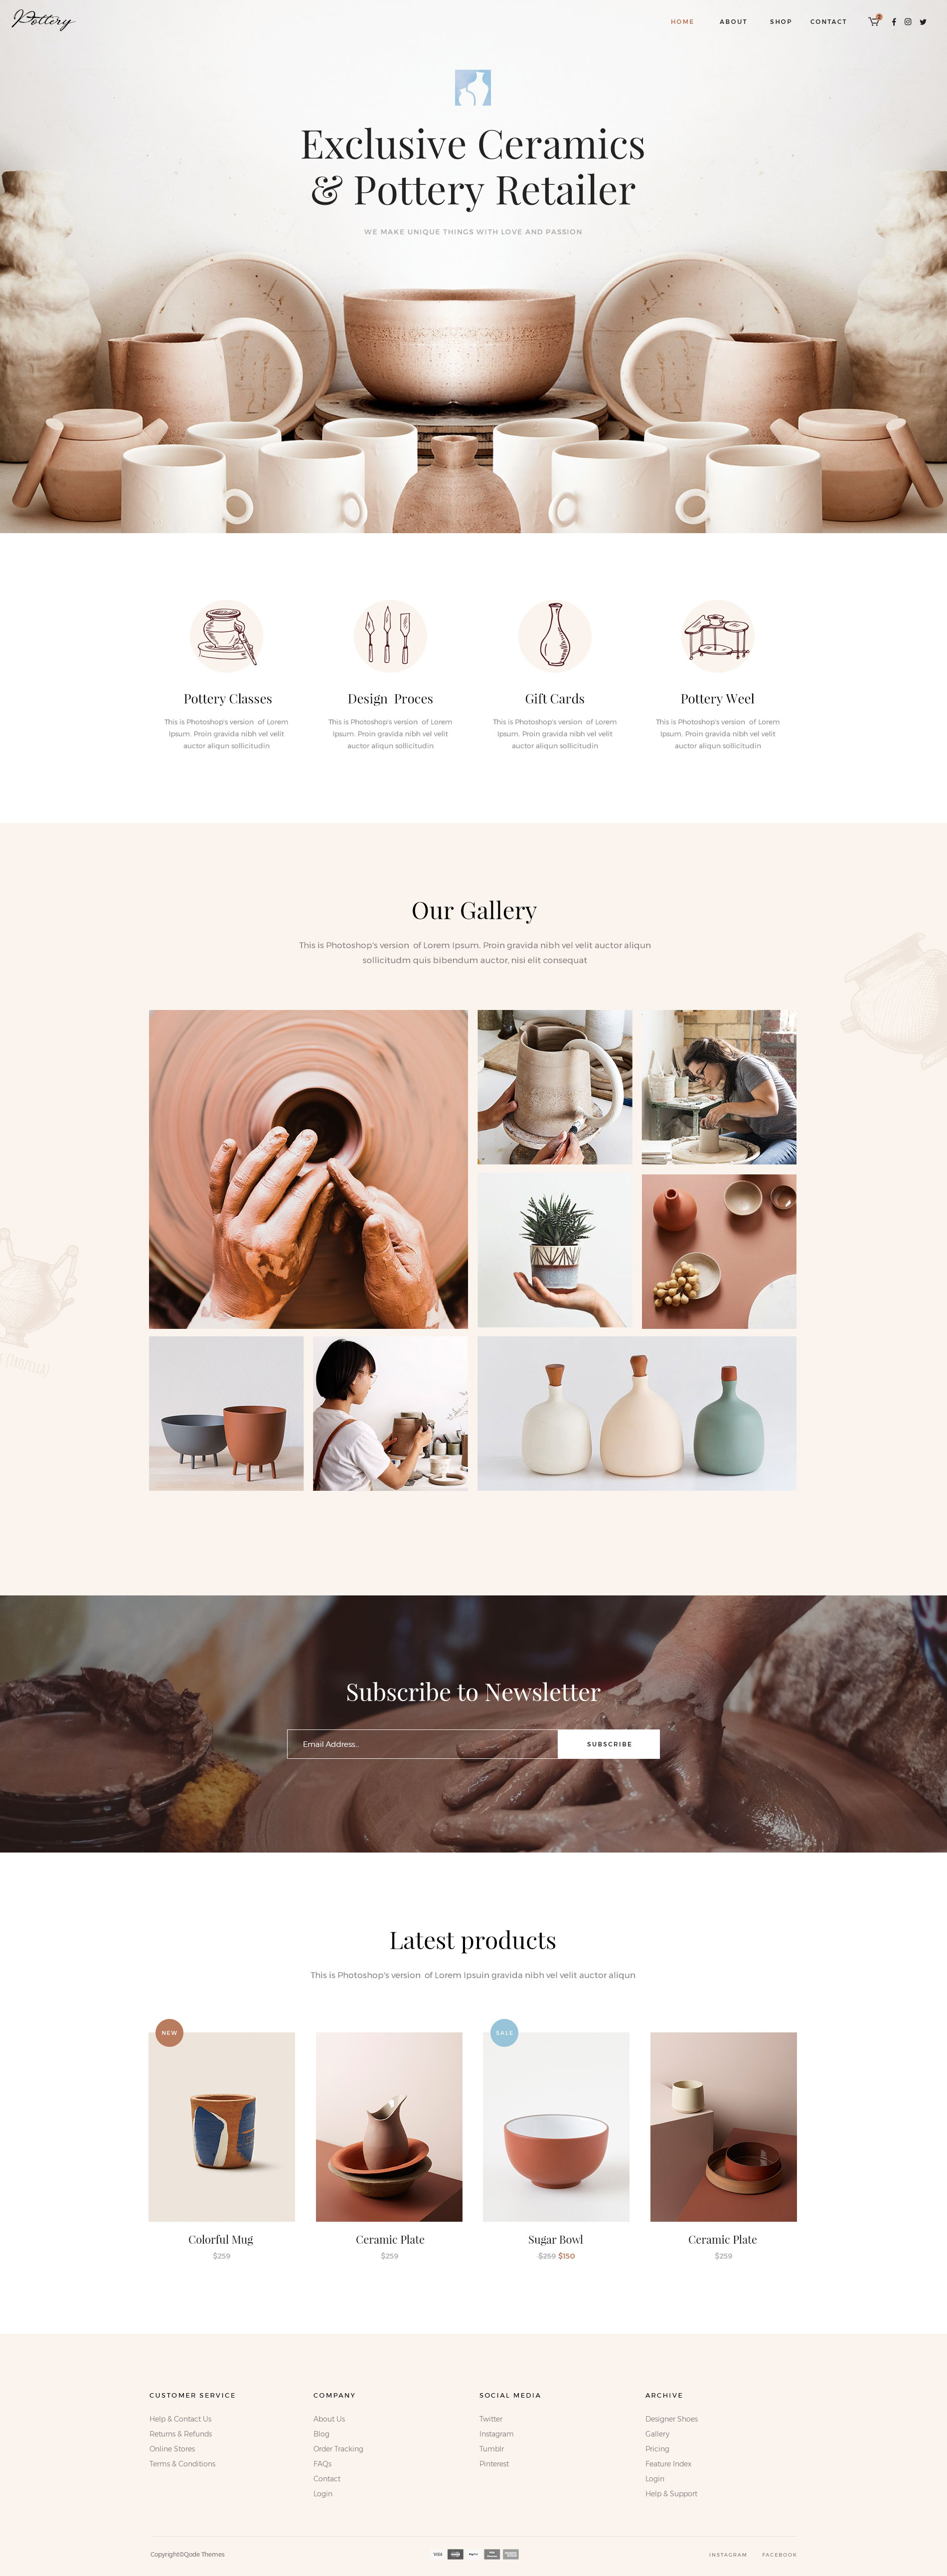 Pottery
HOME ABOUT SHOP CONTACT 2
Exclusive Ceramics
& Pottery Retailer
WE MAKE UNIQUE THINGS WITH LOVE AND PASSION
Pottery Classes
This is Photoshop's version of Lorem
Ipsum. Proin gravida nibh vel velit
auctor aliqun sollicitudin
Design Proces
This is Photoshop's version of Lorem
Ipsum. Proin gravida nibh vel velit
auctor aliqun sollicitudin
Gift Cards
This is Photoshop's version of Lorem
Ipsum. Proin gravida nibh vel velit
auctor aliqun sollicitudin
Pottery Weel
This is Photoshop's version of Lorem
Ipsum. Proin gravida nibh vel velit
auctor aliqun sollicitudin
Our Gallery
This is Photoshop's version of Lorem Ipsum. Proin gravida nibh vel velit auctor aliqun
sollicitudm quis bibendum auctor, nisi elit consequat
Subscribe to Newsletter
Email Address..
SUBSCRIBE
Latest products
This is Photoshop's version of Lorem Ipsuin gravida nibh vel velit auctor aliqun
NEW
Colorful Mug
$259
Ceramic Plate
$259
SALE
Sugar Bowl
$259 $150
Ceramic Plate
$259
CUSTOMER SERVICE
Help & Contact Us
Returns & Refunds
Online Stores
Terms & Conditions
COMPANY
About Us
Blog
Order Tracking
FAQs
Contact
Login
SOCIAL MEDIA
Twitter
Instagram
Tumblr
Pinterest
ARCHIVE
Designer Shoes
Gallery
Pricing
Feature Index
Login
Help & Support
Copyright©Qode Themes
VISA
INSTAGRAM FACEBOOK